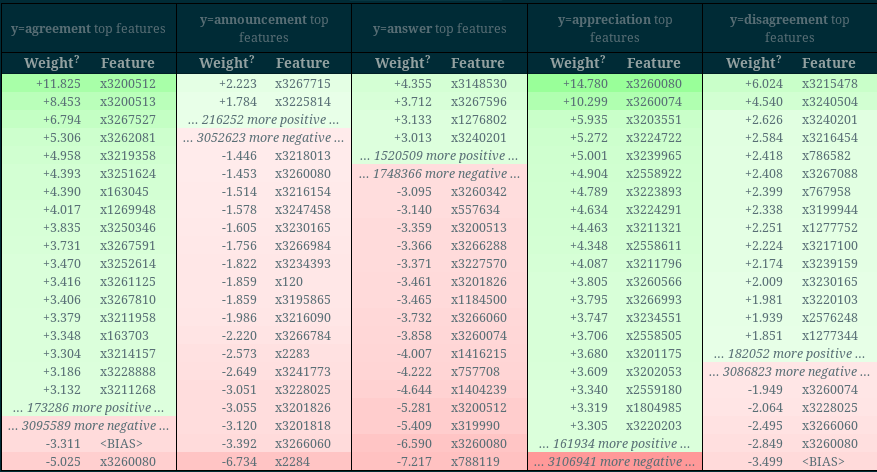 y=agreement top features
Weight? Feature
+11.825 x3200512
+8.453 x3200513
+6.794 x3267527
+5.306 x3262081
+4.958 x3219358
+4.393 x3251624
+4.390 x163045
+4.017 x1269948
+3.835 x3250346
+3.731 x3267591
+3.470 x3252614
+3.416 x3261125
+3.406 x3267810
+3.379 x3211958
+3.348 x163703
+3.304 x3214157
+3.186 x3228888
+3.132 x3211268
… 173286 more positive …
… 3095589 more negative …
-3.311 <BIAS>
-5.025 x3260080
y=announcement top
features
Weight? Feature
+2.223 x3267715
+1.784 x3225814
… 216252 more positive …
… 3052623 more negative …
-1.446 x3218013
-1.453 x3260080
-1.514 x3216154
-1.578 x3247458
-1.605 x3230165
-1.756 x3266984
-1.822 x3234393
-1.859 x120
-1.859 x3195865
-1.986 x3216090
-2.220 x3266784
-2.573 x2283
-2.649 x3241773
-3.051 x3228025
-3.055 x3201826
-3.120 x3201818
-3.392 x3266060
-6.734 x2284
y=answer top features
Weight? Feature
+4.355 x3148530
+3.712 x3267596
+3.133 x1276802
+3.013 x3240201
… 1520509 more positive …
… 1748366 more negative …
-3.095 x3260342
-3.140 x557634
-3.359 x3200513
-3.366 x3266288
-3.371 x3227570
-3.461 x3201826
-3.465 x1184500
-3.732 x3266060
-3.858 x3260074
-4.007 x1416215
-4.222 x757708
-4.644 x1404239
-5.281 x3200512
-5.409 x319990
-6.590 x3260080
-7.217 x788119
y=appreciation top
features
Weight? Feature
+14.780 x3260080
+10.299 x3260074
+5.935 x3203551
+5.272 x3224722
+5.001 x3239965
+4.904 x2558922
+4.789 x3223893
+4.634 x3224291
+4.463 x3211321
+4.348 x2558611
+4.087 x3211796
+3.805 x3260566
+3.795 x3266993
+3.747 x3234551
+3.706 x2558505
+3.680 x3201175
+3.609 x3202053
+3.340 x2559180
+3.319 x1804985
+3.305 x3220203
… 161934 more positive …
… 3106941 more negative …
y=disagreement top
features
Weight? Feature
+6.024 x3215478
+4.540 x3240504
+2.626 x3240201
+2.584 x3216454
+2.418 x786582
+2.408 x3267088
+2.399 x767958
+2.338 x3199944
+2.251 x1277752
+2.224 x3217100
+2.174 x3239159
+2.009 x3230165
+1.981 x3220103
+1.939 x2576248
+1.851 x1277344
… 182052 more positive …
… 3086823 more negative …
-1.949 x3260074
-2.064 x3228025
-2.495 x3266060
-2.849 x3260080
-3.499 <BIAS>